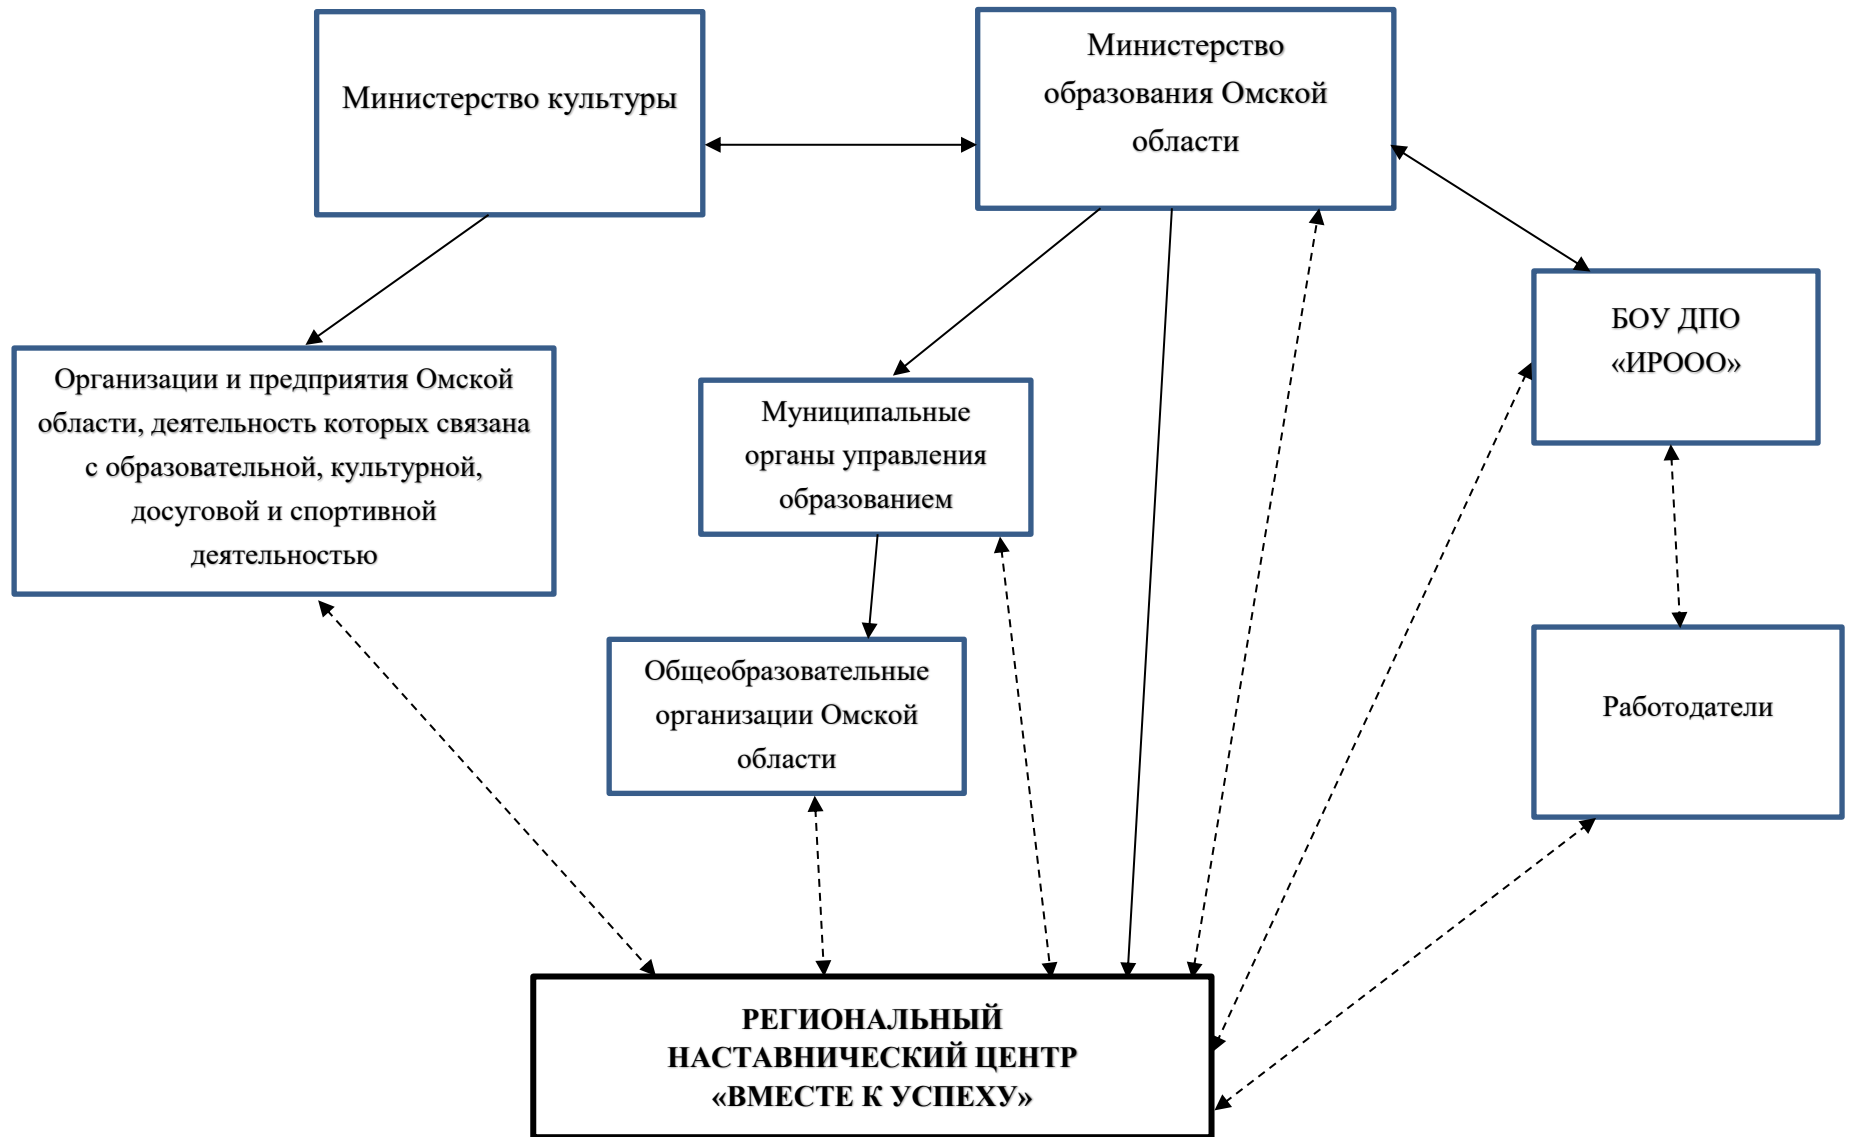 Министерство культуры
Министерство
образования Омской
области
БОУ ДПО
«ИРООО»
Организации и предприятия Омской
области, деятельность которых связана
с образовательной, культурной,
досуговой и спортивной
деятельностью
Муниципальные
органы управления
образованием
Общеобразовательные
организации Омской
области
Работодатели
РЕГИОНАЛЬНЫЙ
НАСТАВНИЧЕСКИЙ ЦЕНТР
«ВМЕСТЕ К УСПЕХУ»